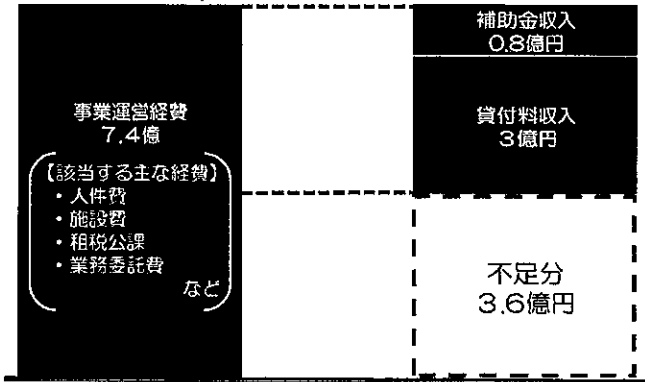 事業運営経費
7.4億
【該当する主な経費】
・人件費
・施設費
・租税公課
・業務委託費
など
補助金収入
0.8億円
貸付料収入
3億円
不足分
3.6億円